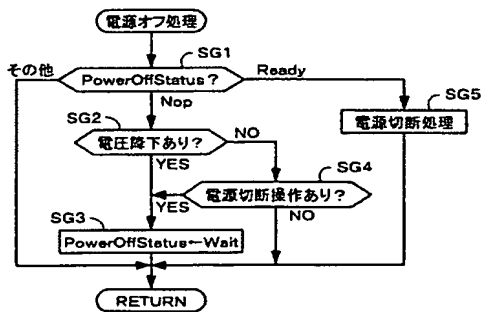 電源オフ処理
SG1
その他
PowerOffStatus?
Ready
Nop
SG5
電源切断処理
SG2
電圧降下あり?
NO
YES
SG4
電源切断操作あり?
YES
NO
SG3
PowerOffStatus←Wait
RETURN